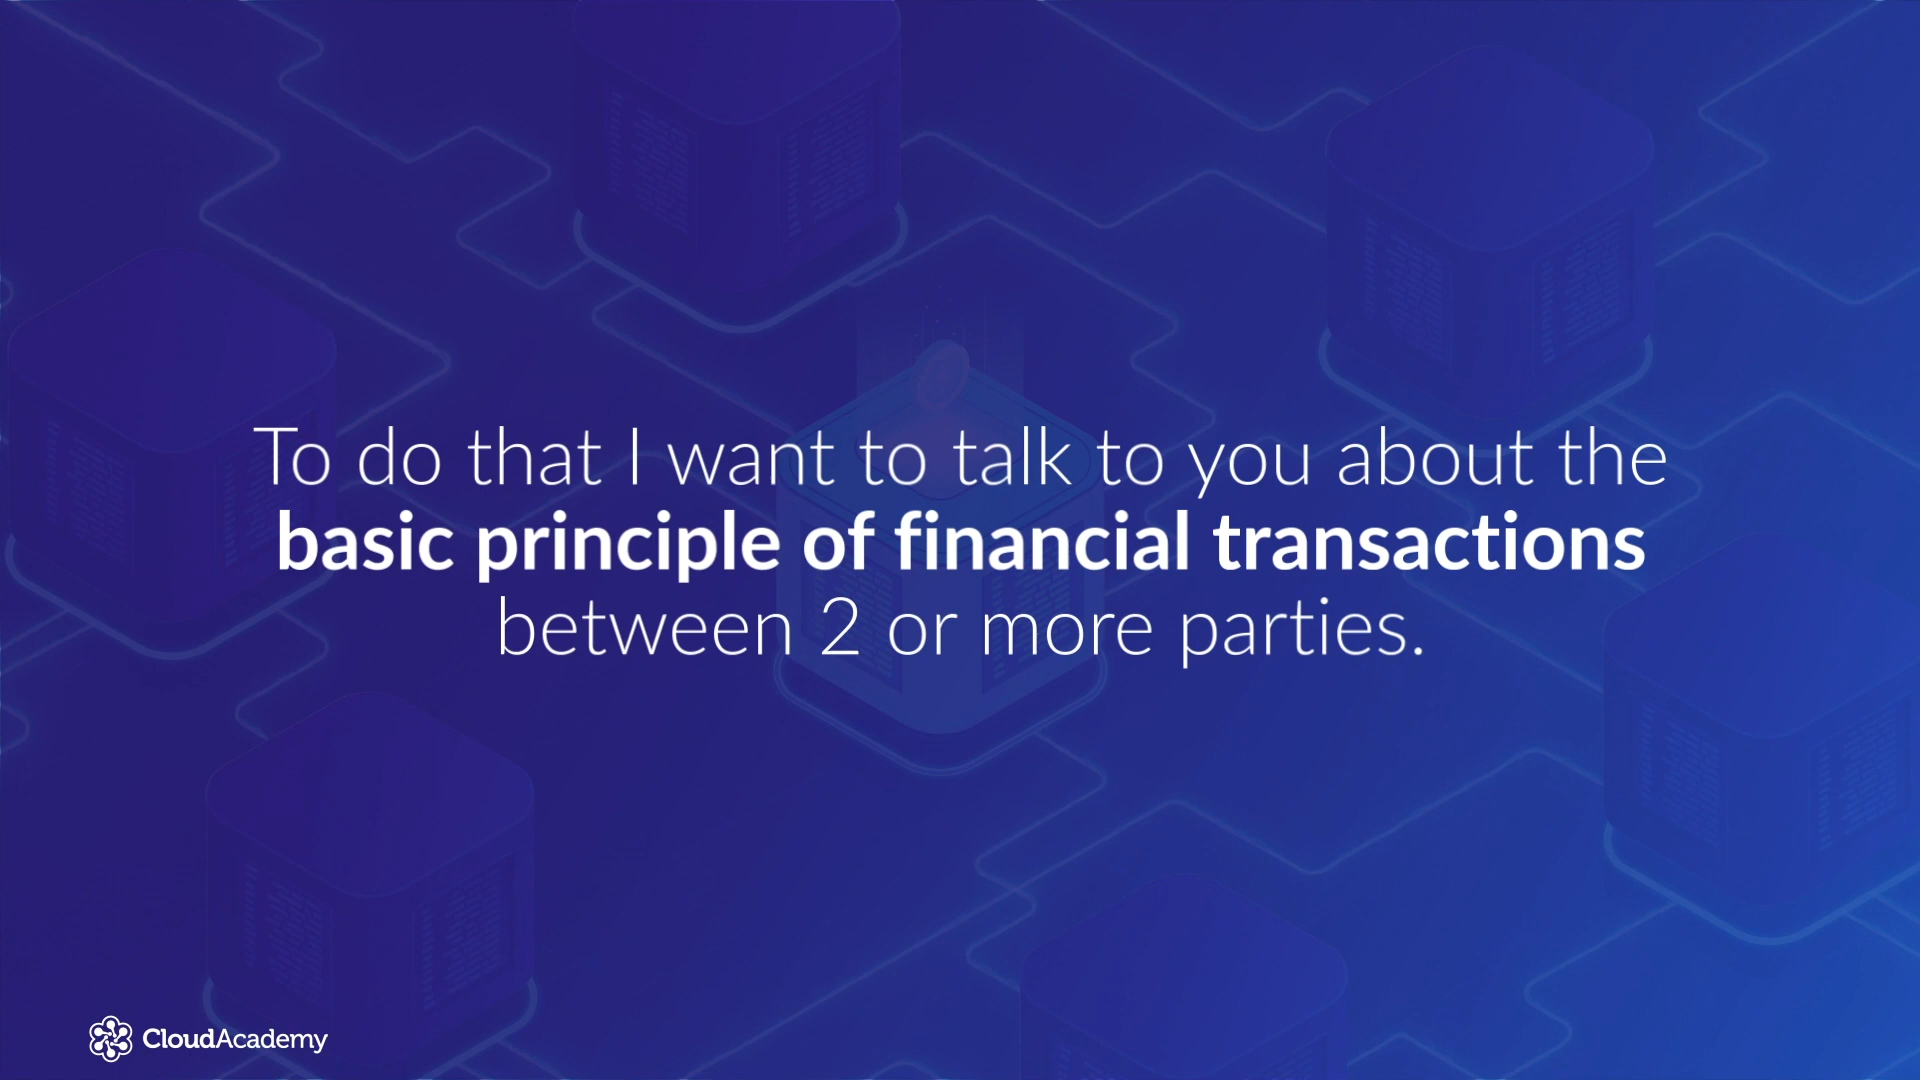 To do that I want to talk to you about the
basic principle of financial transactions
between 2 or more parties.
CloudAcademy